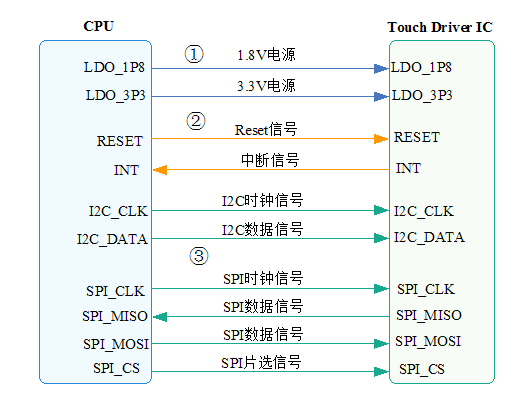 CPU
Touch Driver IC
①
1.8V电源
LDO_1P8
LDO_1P8
3.3V电源
LDO_3P3
LDO_3P3
②
Reset信号
RESET
RESET
中断信号
INT
INT
I2C时钟信号
I2C_CLK
I2C_CLK
I2C数据信号
I2C_DATA
I2C_DATA
③
SPI时钟信号
SPI_CLK
SPI_CLK
SPI数据信号
SPI_MISO
SPI_MISO
SPI数据信号
SPI_MOSI
SPI_MOSI
SPI片选信号
SPI_CS
SPI_CS